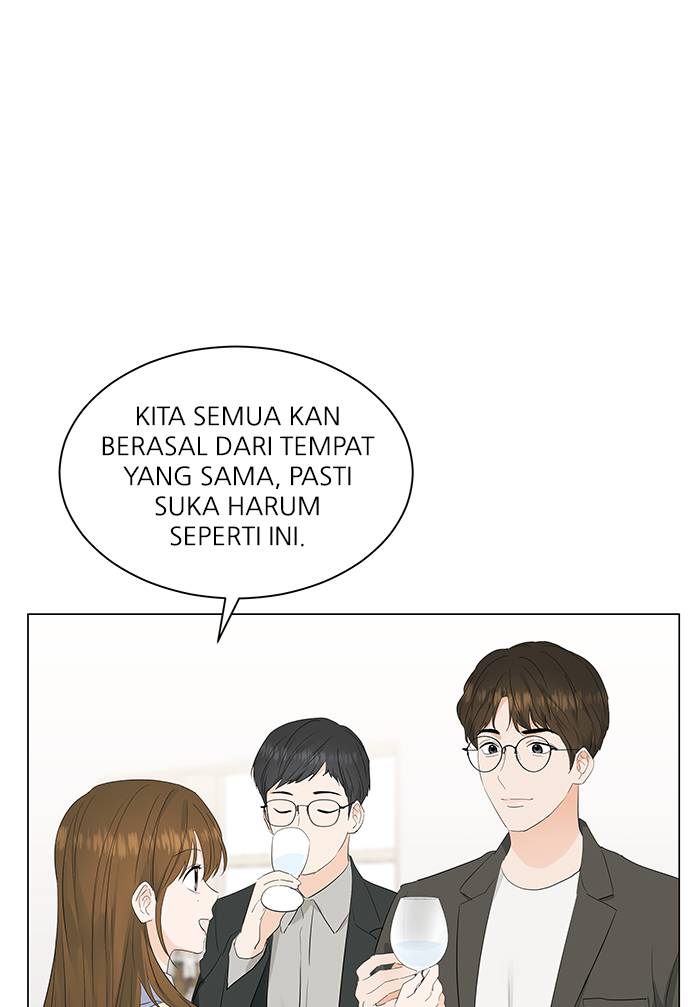 KITA SEMUA KAN
BERASAL DARI TEMPAT
YANG SAMA, PASTI
SUKA HARUM
SEPERTI INI.